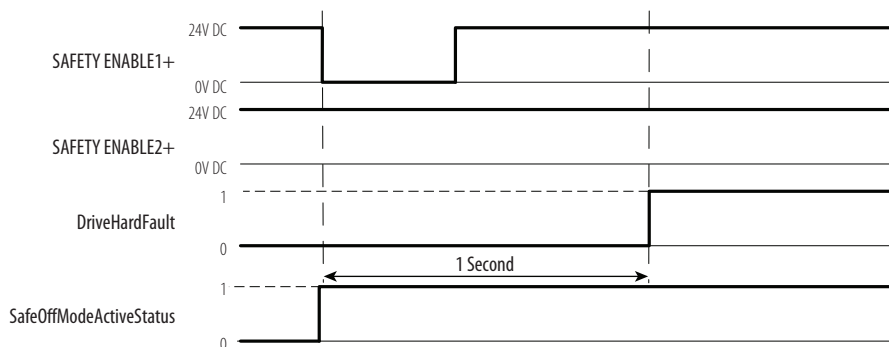 24V DC
SAFETY ENABLE1+
0V DC
24V DC
SAFETY ENABLE2+
0V DC
1
DriveHardFault
0
1 Second
1
SafeOffModeActiveStatus
0